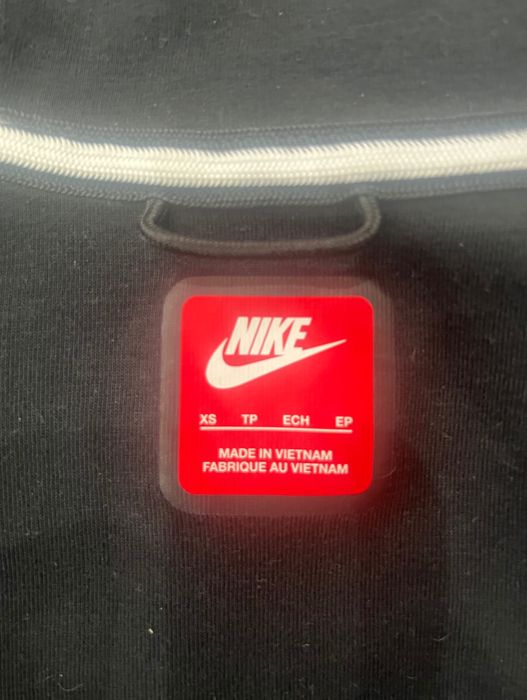 NIKE
XS TP ECH EP
MADE IN VIETNAM
FABRIQUE AU VIETNAM